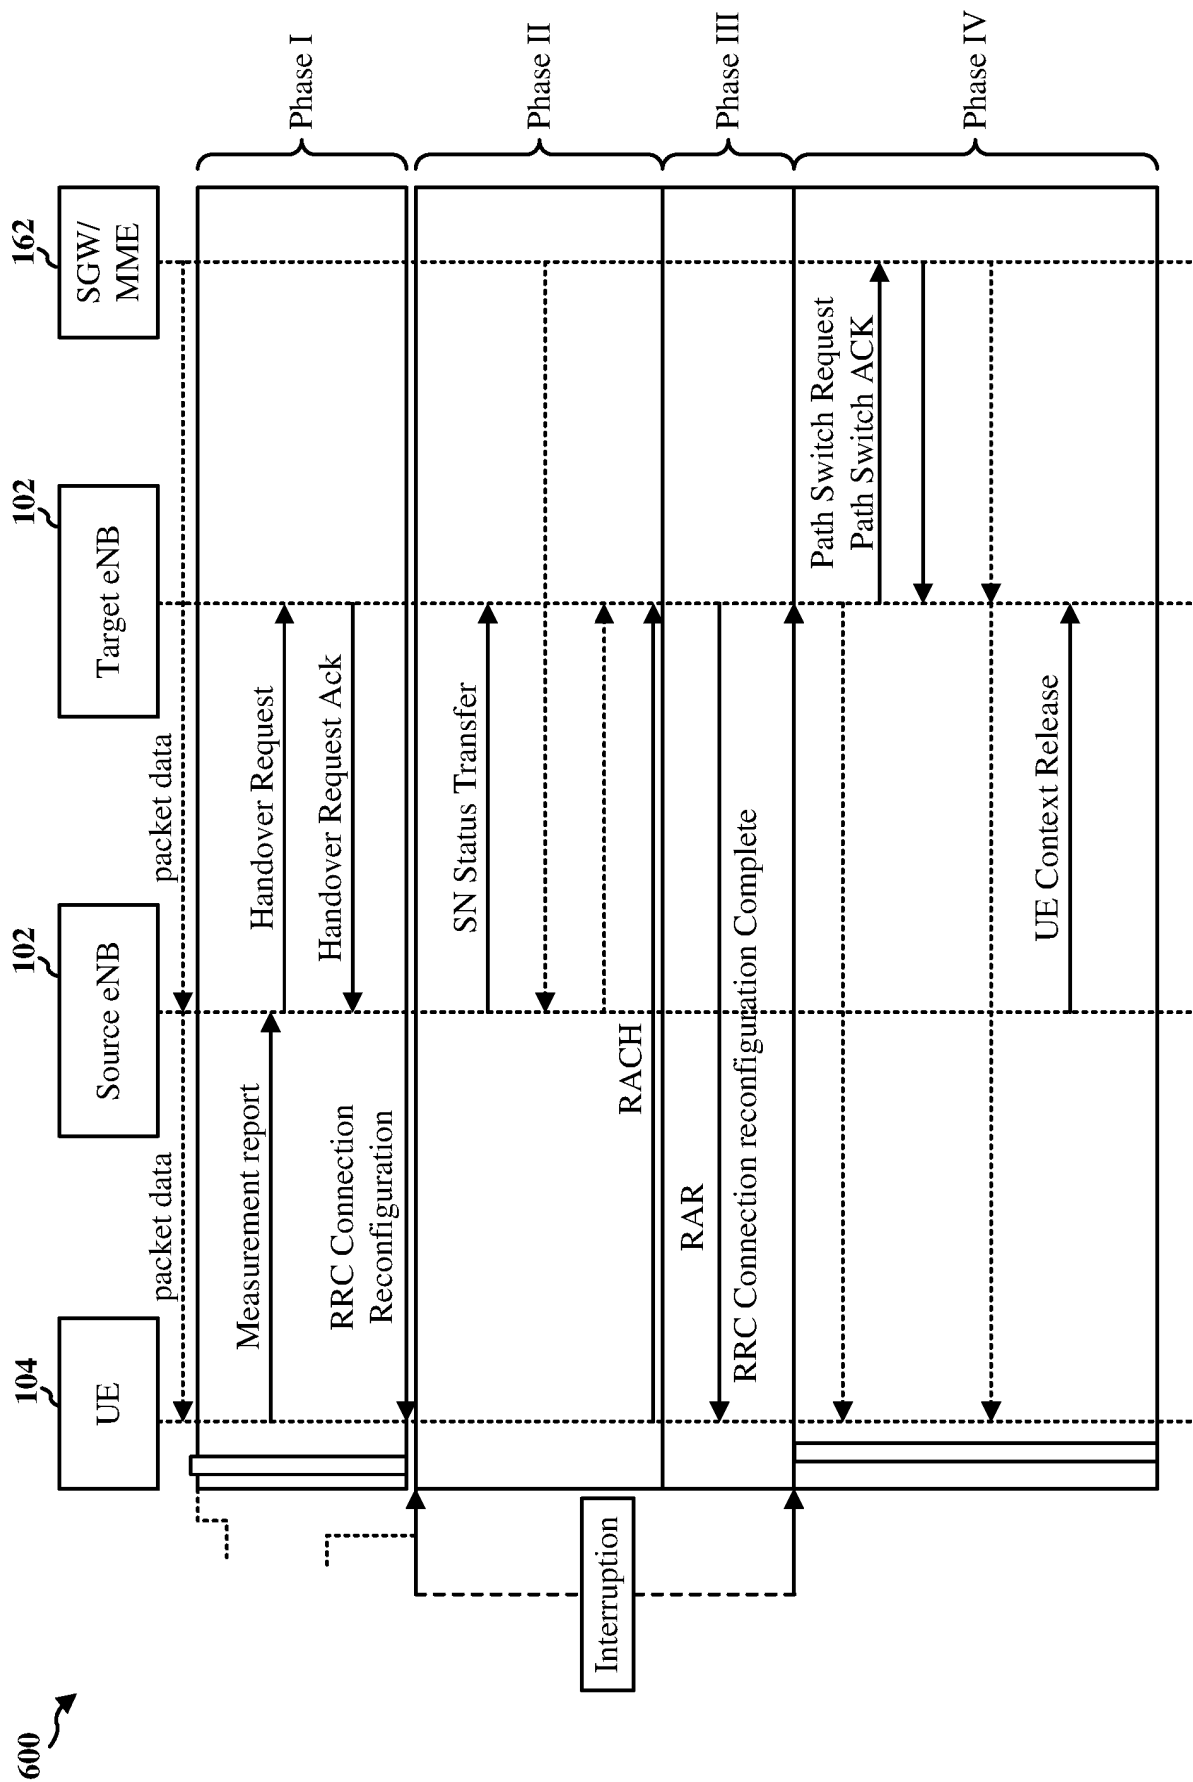 600
104
102
102
162
UE
Source eNB
Target eNB
SGW/
MME
packet data
packet data
Phase I
Measurement report
Handover Request
Handover Request Ack
RRC Connection
Reconfiguration
Phase II
SN Status Transfer
RACH
Interruption
Phase III
RAR
RRC Connection reconfiguration Complete
Phase IV
Path Switch Request
Path Switch ACK
UE Context Release